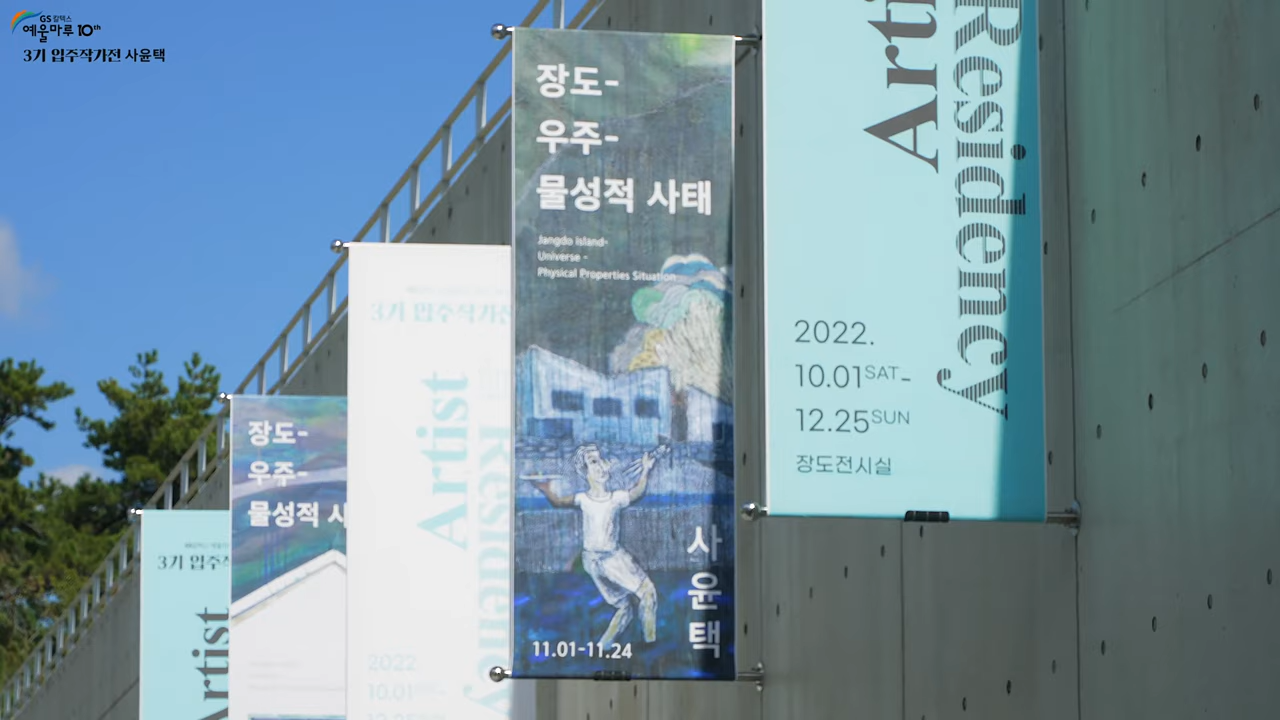 GS칼텍스
예울마루 10th
3기 입주작가전 사윤택
장도-
우주-
물성적 사태
Jangdo Island-
Universe -
Physical Properties Situation
사윤택
11.01-11.24
Artist
Residency
2022.
10.01SAT-
12.25SUN
장도전시실
3기 입주작가전
Artist
Residency
2022
10.01
12.25
장도-
우주-
물성적 사
3기 입주작
Artist